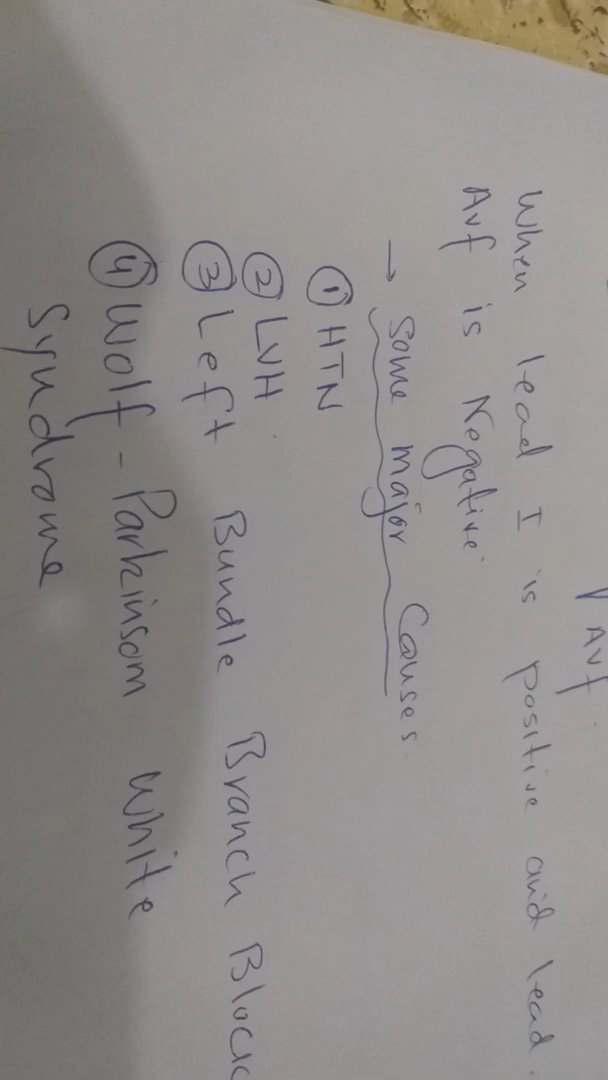 Avf
When lead I is positive and lead
Avf is Negative.
→ Some major Causes.
① HTN
② LVH
③ Left Bundle Branch Block
④ Wolf - Parkinsom White
Syndrome